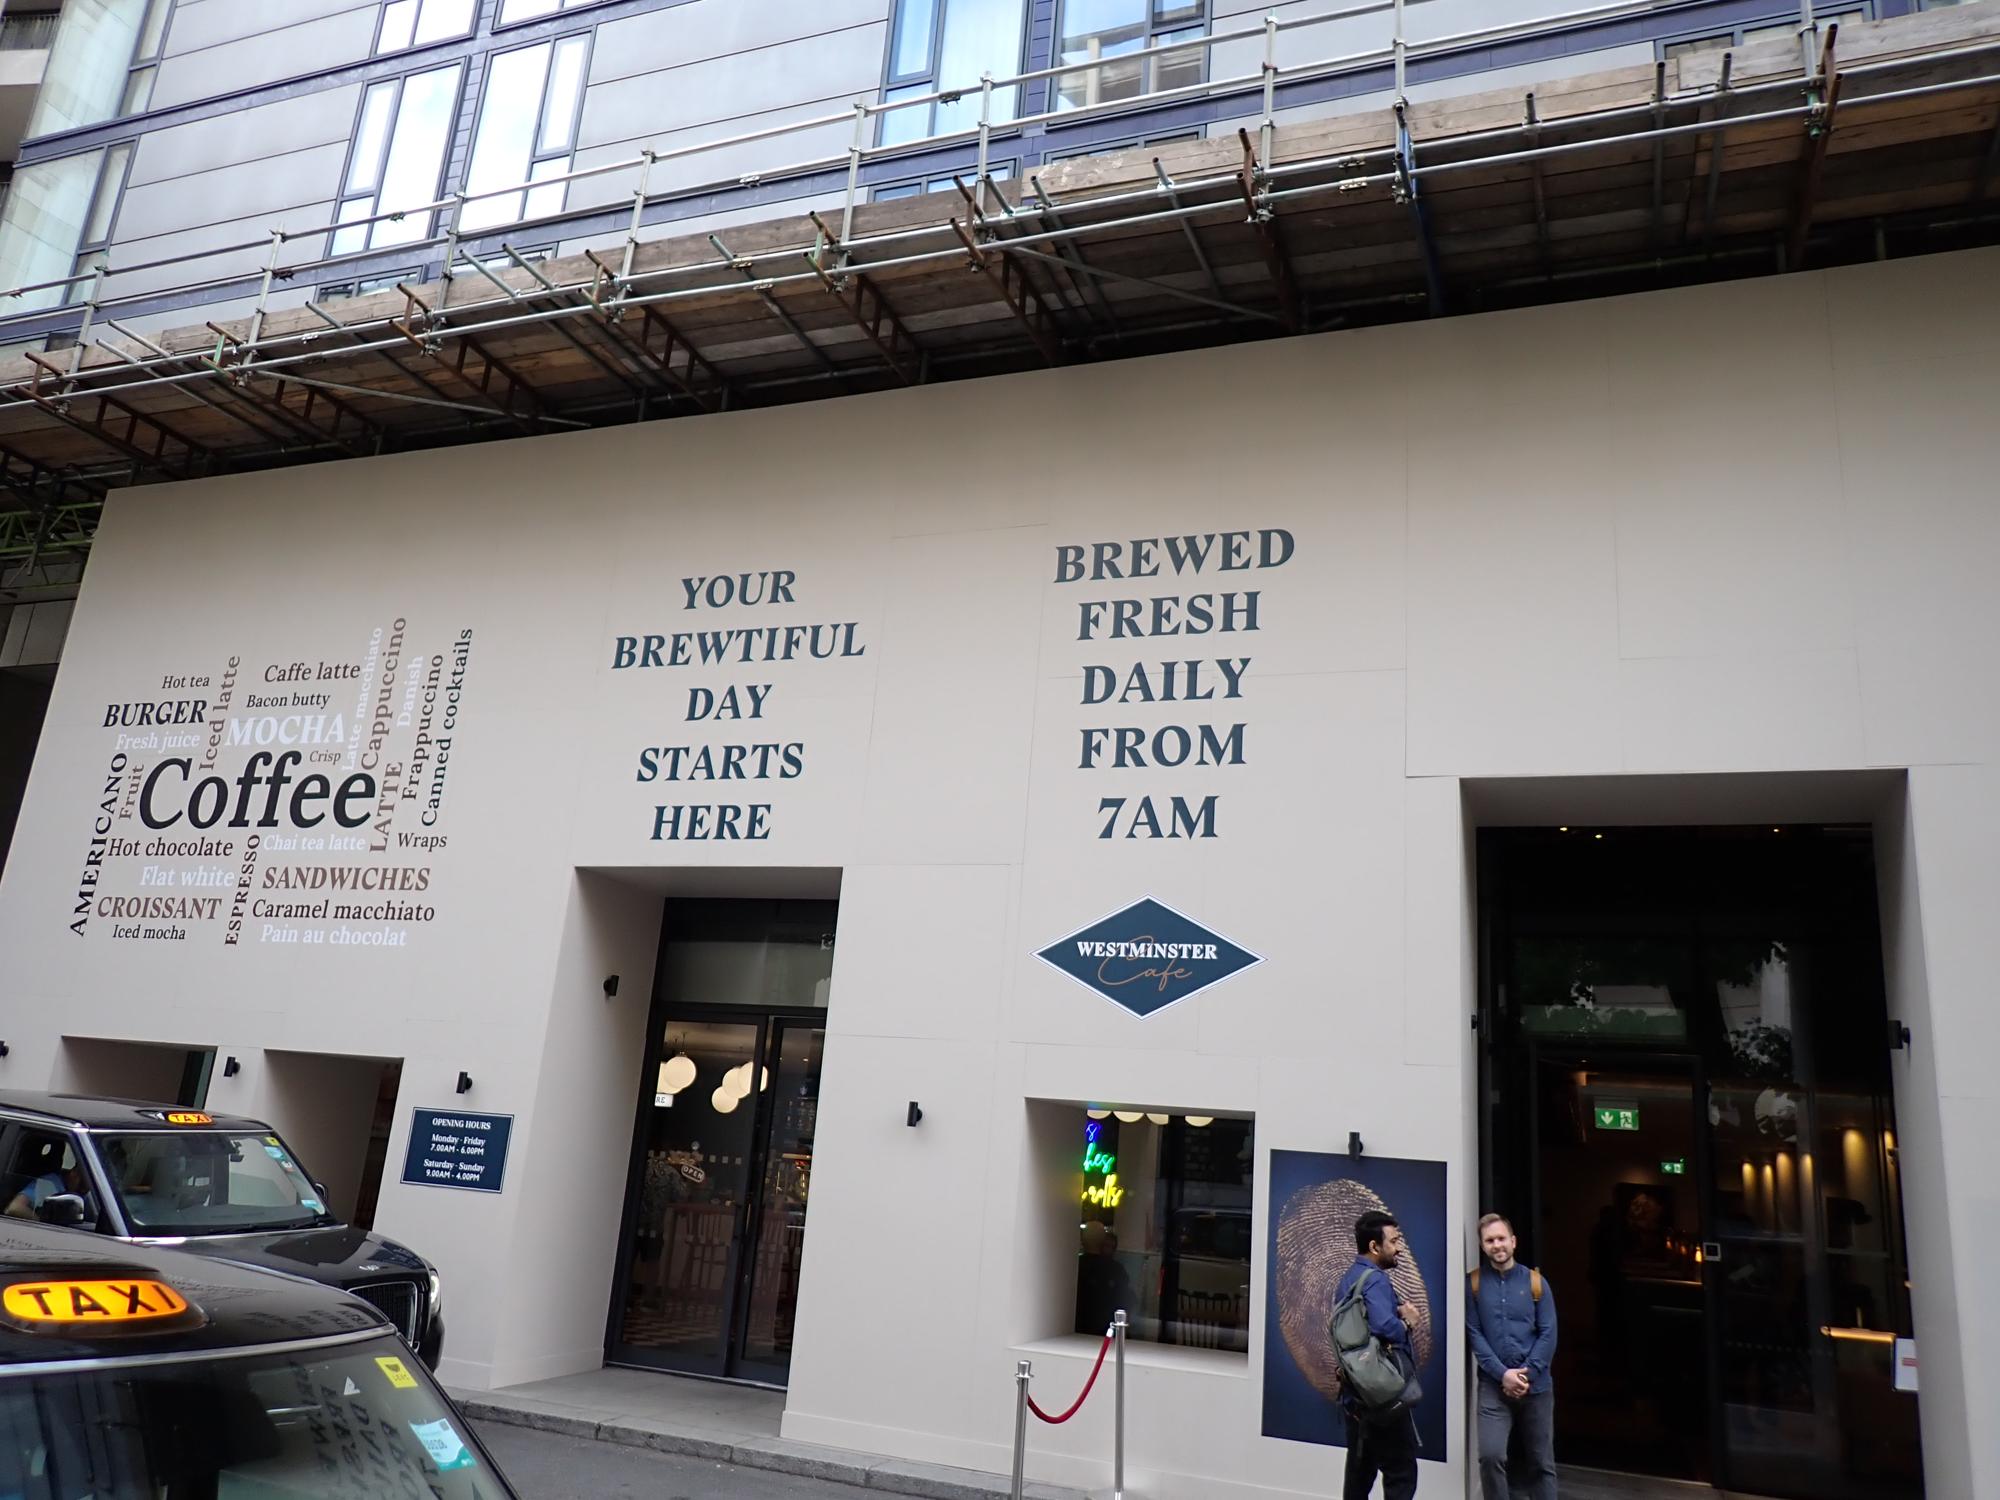 Hot tea
Caffe latte
BURGER
Iced latte
Bacon butty
Latte macchiato
Cappuccino
Danish
Frappuccino
Canned cocktails
Fresh juice
MOCHA
Crisp
AMERICANO
Fruit
Coffee
LATTE
Hot chocolate
ESPRESSO
Chai tea latte
Wraps
Flat white
SANDWICHES
CROISSANT
Caramel macchiato
Iced mocha
Pain au chocolat
YOUR
BREWTIFUL
DAY
STARTS
HERE
BREWED
FRESH
DAILY
FROM
7AM
WESTMINSTER
Cafe
OPENING HOURS
Monday - Friday
7.00AM - 6.00PM
Saturday - Sunday
9.00AM - 4.00PM
OPEN
TAXI
TAXI